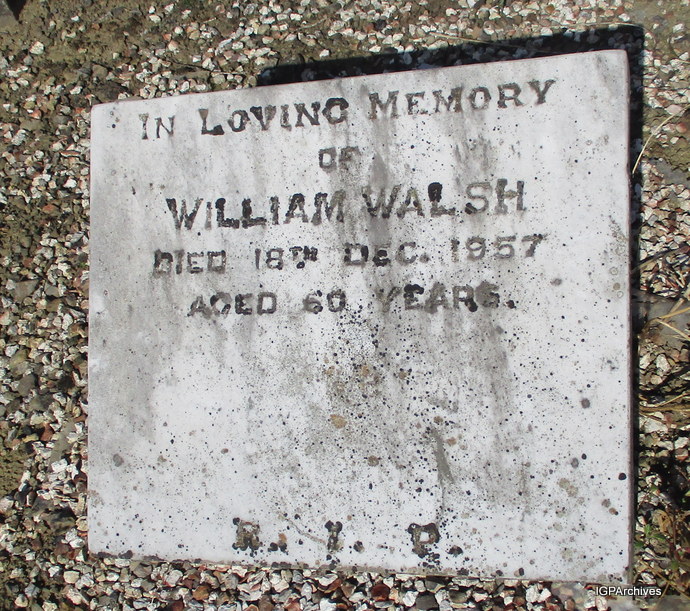 IN LOVING MEMORY
OF
WILLIAM WALSH
DIED 18TH DEC. 1957
AGED 60 YEARS.
R. I. P.
IGPArchives